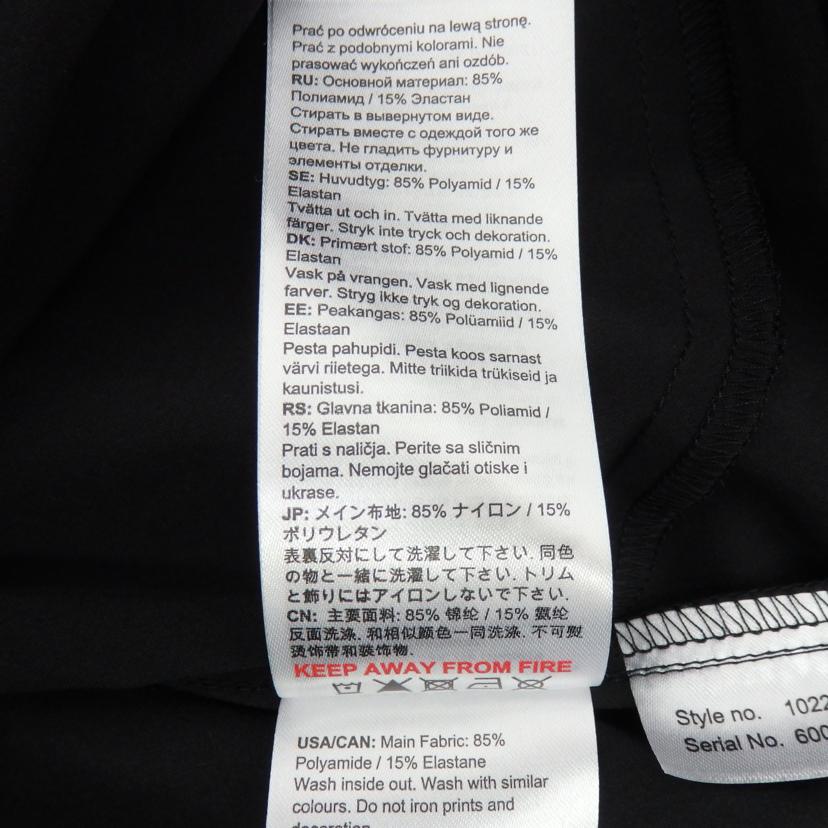 Prać po odwróceniu na lewą stronę.
Prać z podobnymi kolorami. Nie
prasować wykończeń ani ozdób.
RU: Основной материал: 85%
Полиамид / 15% Эластан
Стирать в вывернутом виде.
Стирать вместе с одеждой того же
цвета. Не гладить фурнитуру и
элементы отделки.
SE: Huvudtyg: 85% Polyamid / 15%
Elastan
Tvätta ut och in. Tvätta med liknande
färger. Stryk inte tryck och dekoration.
DK: Primært stof: 85% Polyamid / 15%
Elastan
Vask på vrangen. Vask med lignende
farver. Stryg ikke tryk og dekoration.
EE: Peakangas: 85% Polüamiid / 15%
Elastaan
Pesta pahupidi. Pesta koos sarnast
värvi riietega. Mitte triikida trükiseid ja
kaunistusi.
RS: Glavna tkanina: 85% Poliamid /
15% Elastan
Prati s naličja. Perite sa sličnim
bojama. Nemojte glačati otiske i
ukrase.
JP: メイン布地: 85% ナイロン / 15%
ポリウレタン
表裏反対にして洗濯して下さい. 同色
の物と一緒に洗濯して下さい. トリム
と飾りにはアイロンしないで下さい.
CN: 主要面料: 85% 锦纶 / 15% 氨纶
反面洗涤. 和相似颜色一同洗涤. 不可熨
烫饰带和装饰物.
KEEP AWAY FROM FIRE
USA/CAN: Main Fabric: 85%
Polyamide / 15% Elastane
Wash inside out. Wash with similar
colours. Do not iron prints and
decoration
Style no. 1022
Serial No. 600